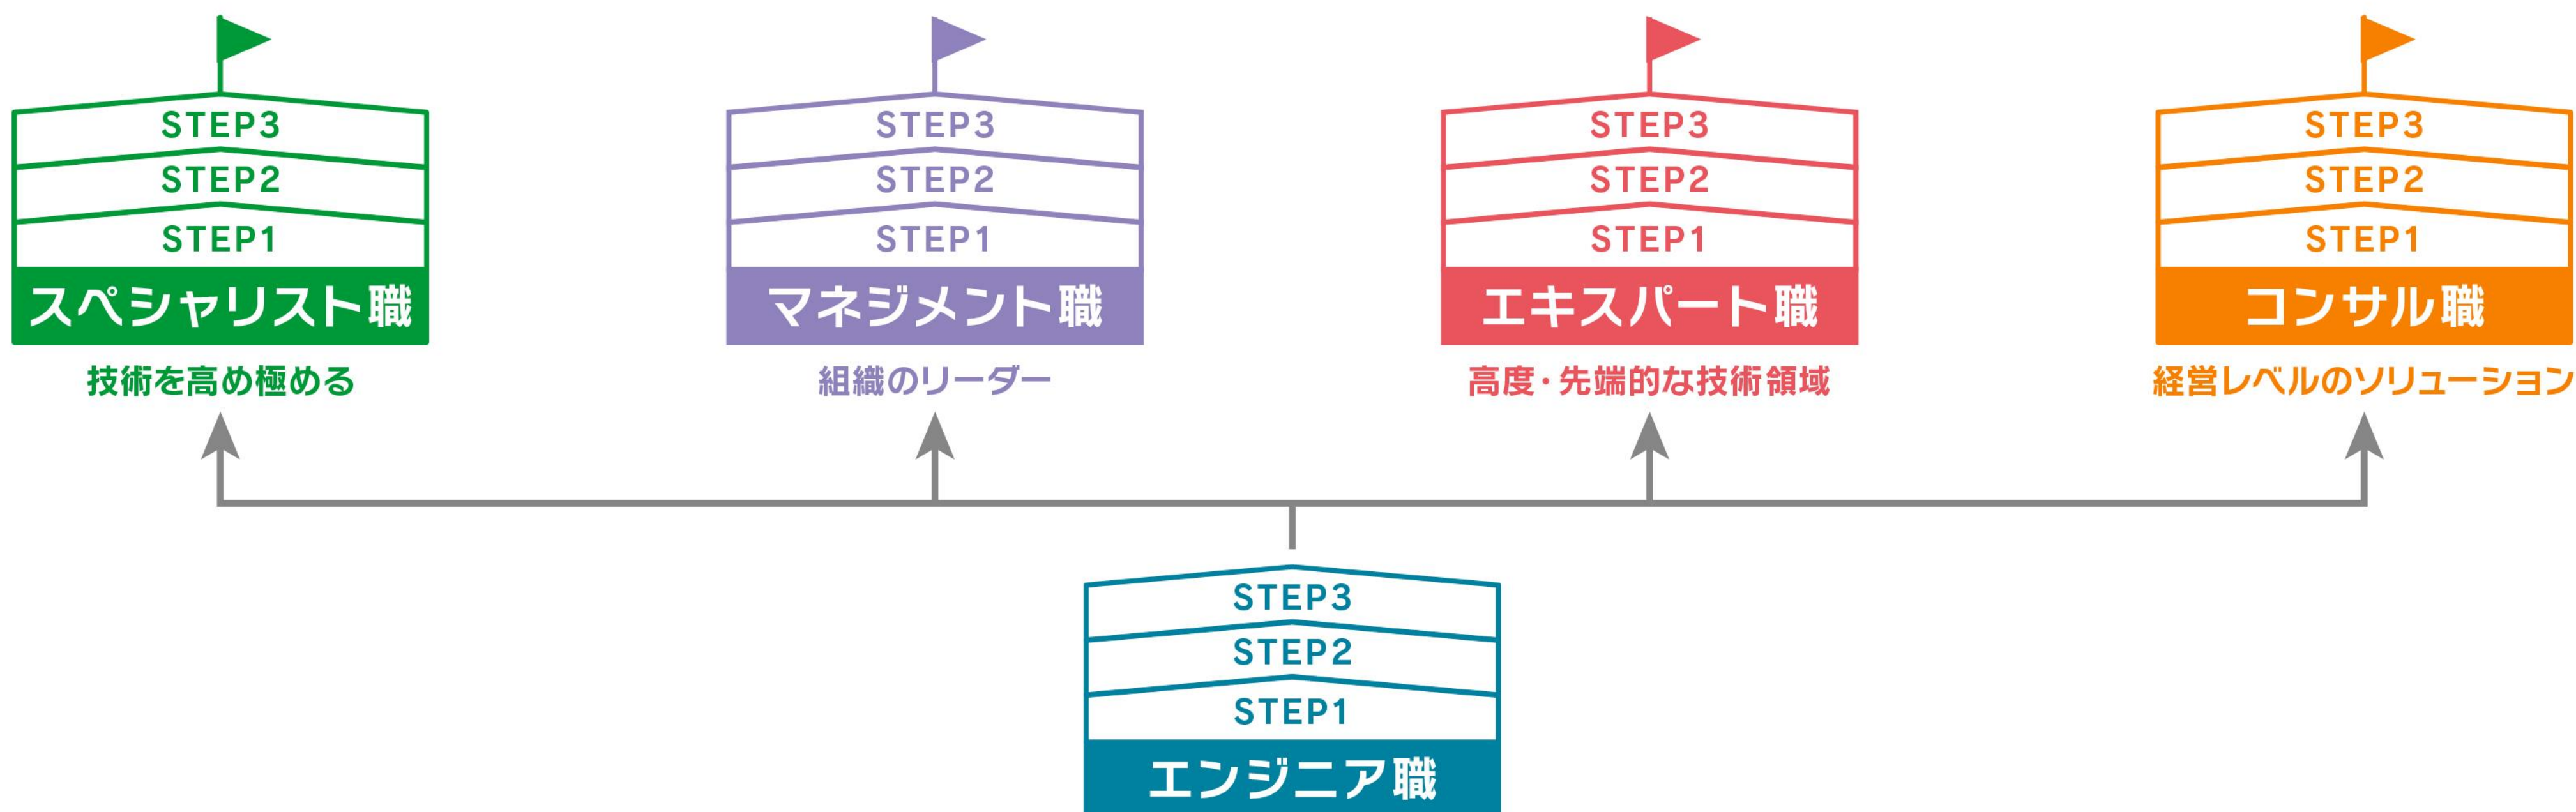 STEP3
STEP2
STEP1
スペシャリスト職
技術を高め極める
STEP3
STEP2
STEP1
マネジメント職
組織のリーダー
STEP3
STEP2
STEP1
エキスパート職
高度・先端的な技術領域
STEP3
STEP2
STEP1
コンサル職
経営レベルのソリューション
STEP3
STEP2
STEP1
エンジニア職